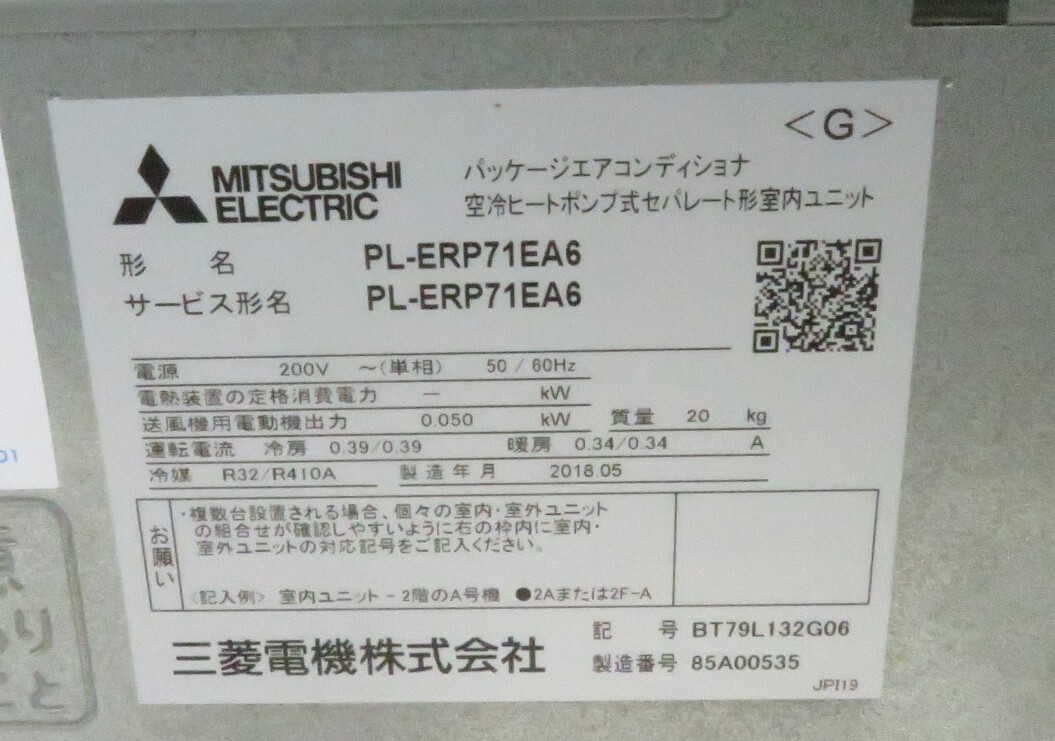 <G>
MITSUBISHI
ELECTRIC
パッケージエアコンディショナ
空冷ヒートポンプ式セパレート形室内ユニット
形 名 PL-ERP71EA6
サービス形名 PL-ERP71EA6
電源 200V ～(単相) 50/60Hz
電熱装置の定格消費電力 － kW
送風機用電動機出力 0.050 kW 質量 20 kg
運転電流 冷房 0.39/0.39 暖房 0.34/0.34 A
冷媒 R32/R410A 製造年月 2018.05
お願い
・複数台設置される場合、個々の室内・室外ユニット
の組合せが確認しやすいように右の枠内に室内・
室外ユニットの対応記号をご記入ください。
〈記入例〉 室内ユニット－2階のA号機 ●2Aまたは2F-A
三菱電機株式会社
記 号 BT79L132G06
製造番号 85A00535
JPI19
01
り
こと